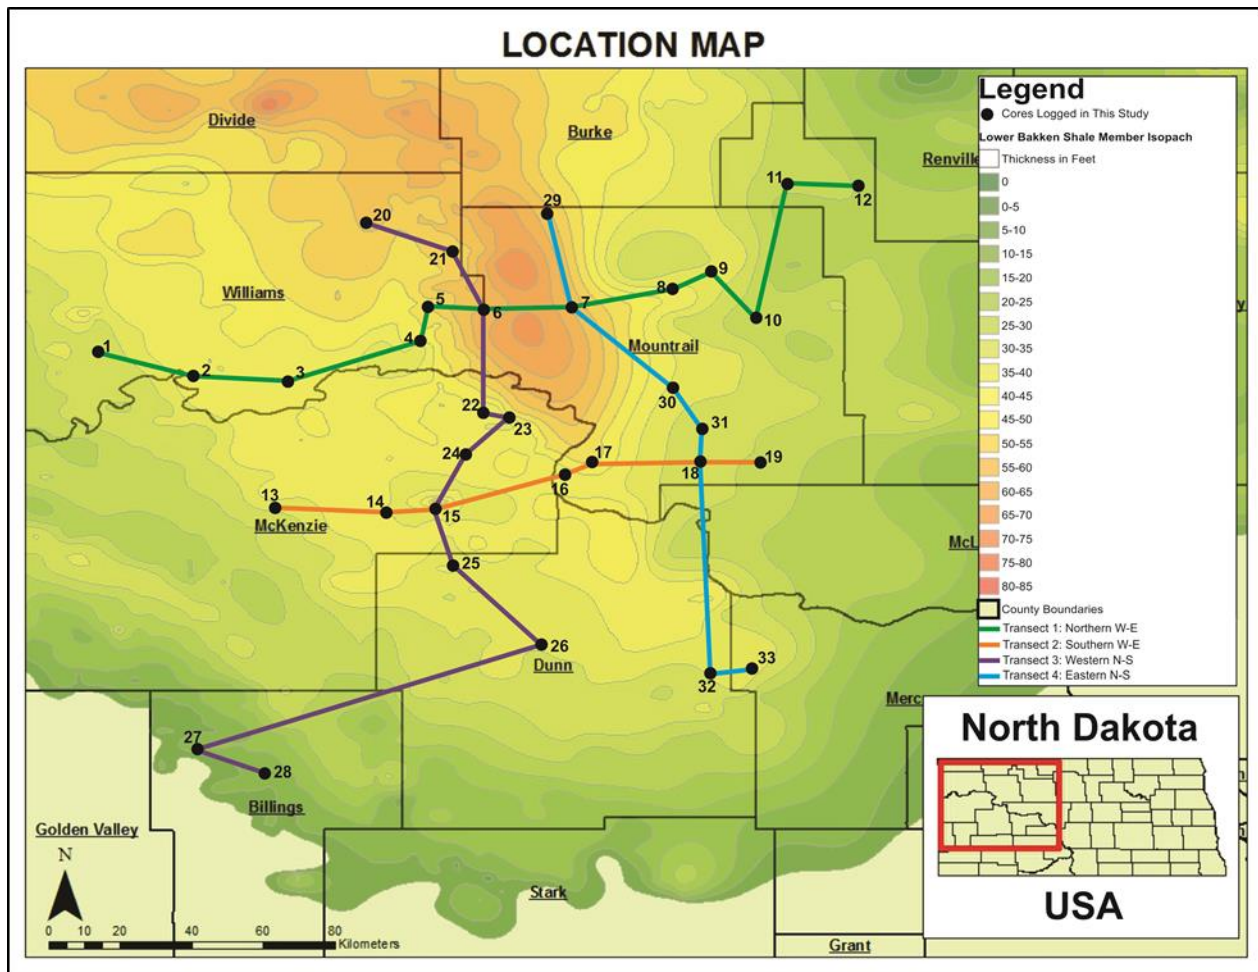 LOCATION MAP
Legend
Cores Logged in This Study
Lower Bakken Shale Member Isopach
Thickness in Feet
0
0-5
5-10
10-15
15-20
20-25
25-30
30-35
35-40
40-45
45-50
50-55
55-60
60-65
65-70
70-75
75-80
80-85
County Boundaries
Transect 1: Northern W-E
Transect 2: Southern W-E
Transect 3: Western N-S
Transect 4: Eastern N-S
Divide
Burke
Renville
11
12
29
20
21
9
8
Williams
5
6
7
10
4
Mountrail
1
2
3
30
22
23
31
24
17
18
19
16
13
14
15
McKenzie
McL
25
26
Dunn
33
32
Merc
27
28
Billings
Golden Valley
Stark
Grant
N
0 10 20 40 60 80
Kilometers
North Dakota
USA